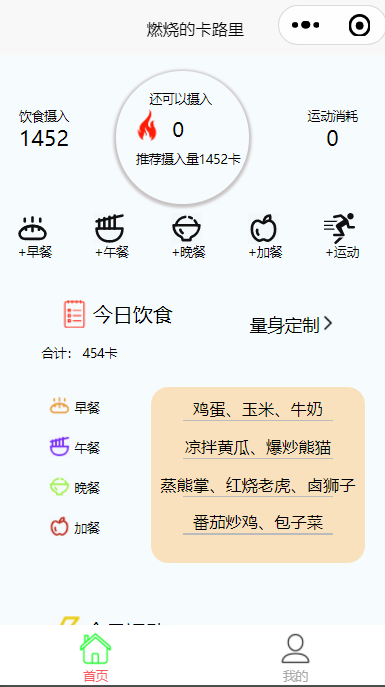 燃烧的卡路里
还可以摄入
饮食摄入
1452
0
运动消耗
0
推荐摄入量1452卡
+早餐
+午餐
+晚餐
+加餐
+运动
今日饮食
量身定制
合计： 454卡
早餐
鸡蛋、玉米、牛奶
午餐
凉拌黄瓜、爆炒熊猫
晚餐
蒸熊掌、红烧老虎、卤狮子
加餐
番茄炒鸡、包子菜
首页
我的